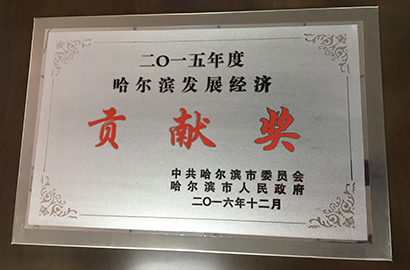 二〇一五年度
哈尔滨发展经济
贡献奖
中共哈尔滨市委员会
哈尔滨市人民政府
二〇一六年十二月